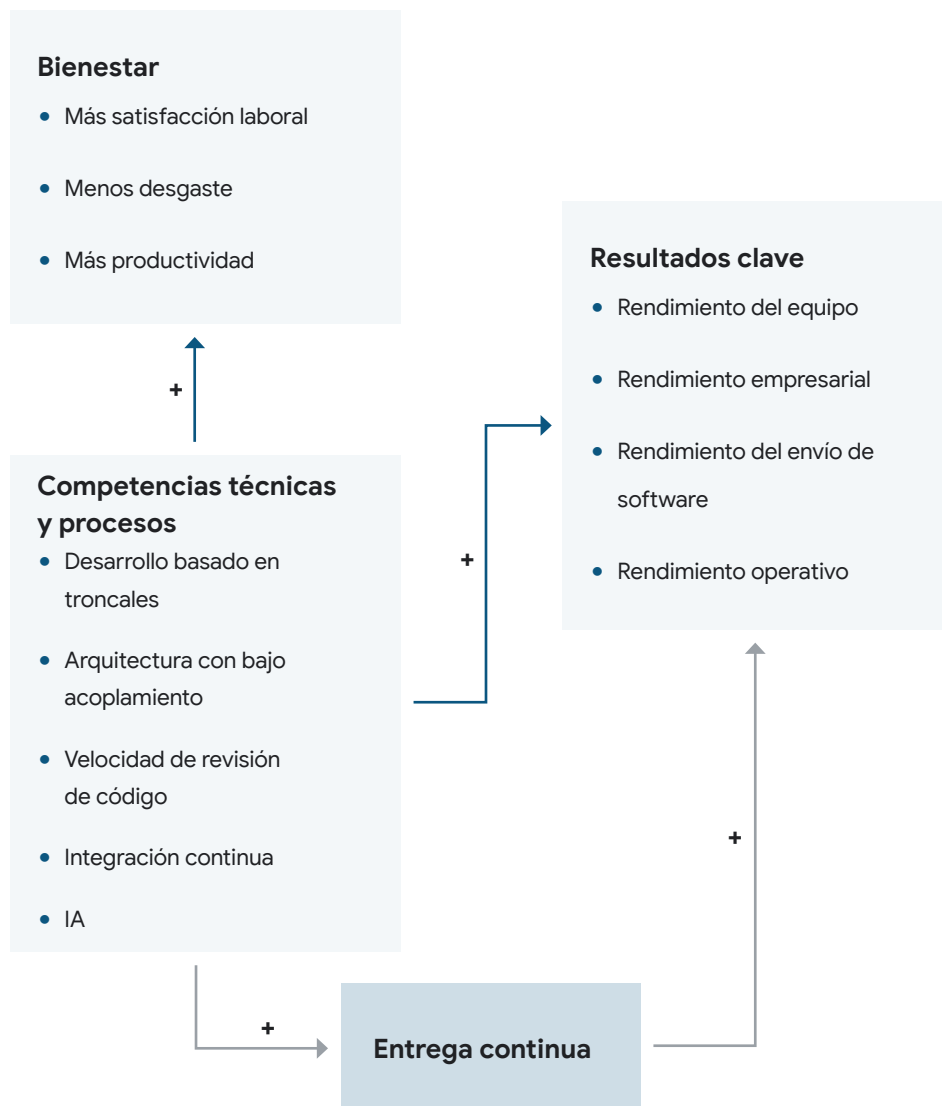 Bienestar
Más satisfacción laboral
Menos desgaste
Más productividad
+
Competencias técnicas
y procesos
Desarrollo basado en
troncales
Arquitectura con bajo
acoplamiento
Velocidad de revisión
de código
Integración continua
IA
+
Resultados clave
Rendimiento del equipo
Rendimiento empresarial
Rendimiento del envío de
software
Rendimiento operativo
+
Entrega continua
+